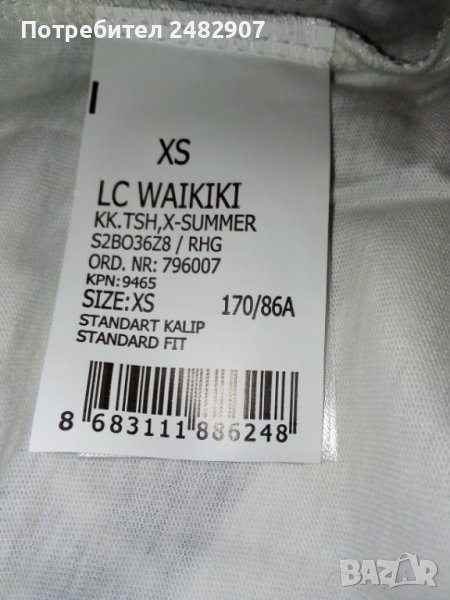 Потребител 2482907
XS
LC WAIKIKI
KK.TSH,X-SUMMER
S2BO36Z8 / RHG
ORD. NR: 796007
KPN:9465
SIZE:XS 170/86A
STANDART KALIP
STANDARD FIT
8 683111 886248
BAZAR